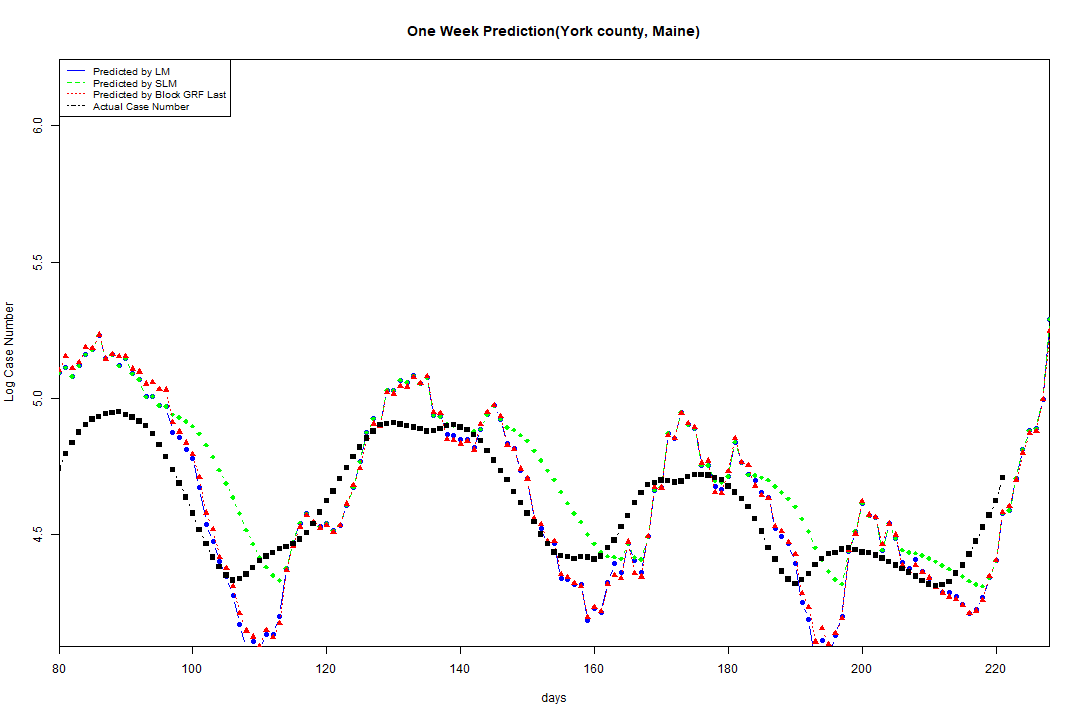 One Week Prediction(York county, Maine)
Predicted by LM
Predicted by SLM
Predicted by Block GRF Last
Actual Case Number
6.0
5.5
5.0
4.5
Log Case Number
80 100 120 140 160 180 200 220
days